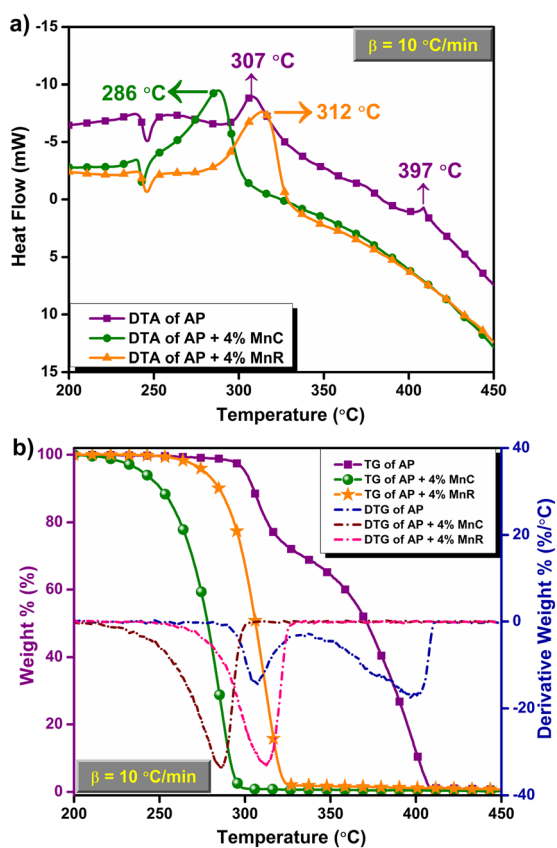 a)
β = 10 °C/min
307 °C
286 °C
312 °C
397 °C
Heat Flow (mW)
-15
-10
-5
0
5
10
15
DTA of AP
DTA of AP + 4% MnC
DTA of AP + 4% MnR
200 250 300 350 400 450
Temperature (°C)
b)
Weight % (%)
100
80
60
40
20
0
TG of AP
TG of AP + 4% MnC
TG of AP + 4% MnR
DTG of AP
DTG of AP + 4% MnC
DTG of AP + 4% MnR
40
20
0
-20
-40
Derivative Weight % (%/°C)
β = 10 °C/min
200 250 300 350 400 450
Temperature (°C)